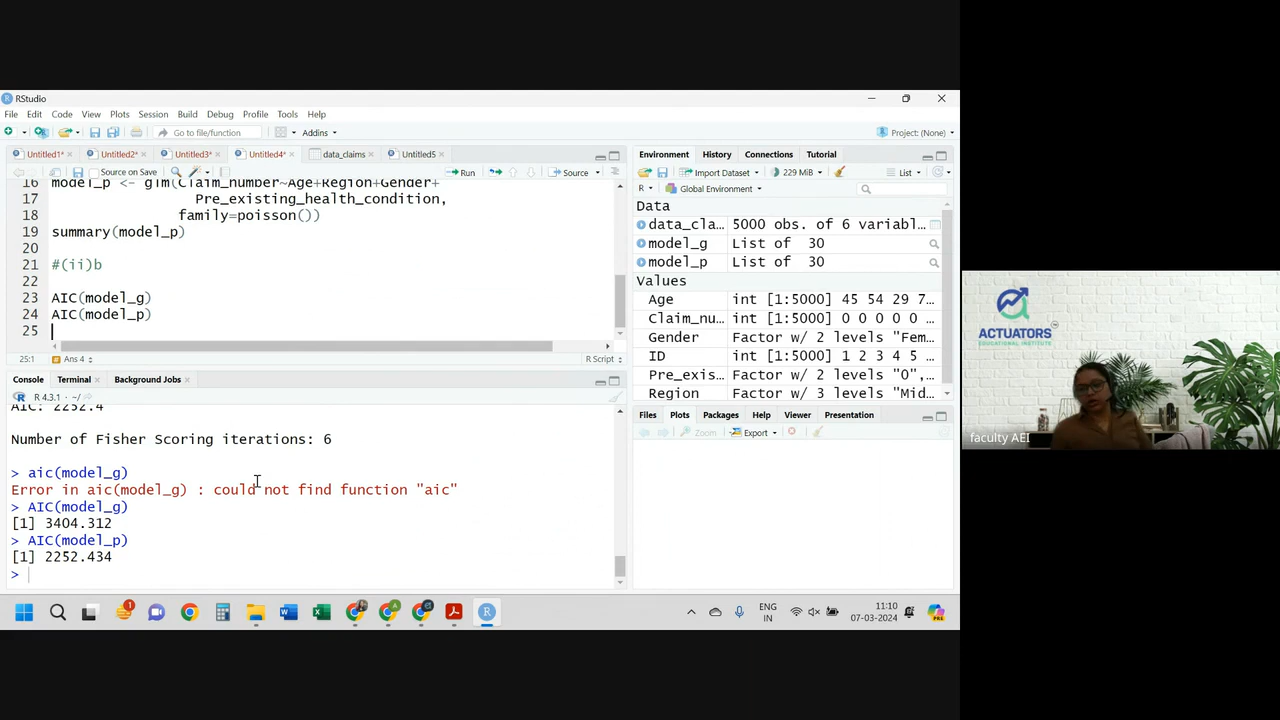 RStudio
File Edit Code View Plots Session Build Debug Profile Tools Help
Go to file/function Addins Project: (None)
Untitled1* Untitled2* Untitled3* Untitled4* data_claims Untitled5
Source on Save Run Source
16 model_p <- glm(Claim_number~Age+Region+Gender+
17 Pre_existing_health_condition,
18 family=poisson())
19 summary(model_p)
20
21 #(ii)b
22
23 AIC(model_g)
24 AIC(model_p)
25
25:1 Ans 4 R Script
Console Terminal Background Jobs
R 4.3.1 · ~/
AIC: 2252.4
Number of Fisher Scoring iterations: 6
> aic(model_g)
Error in aic(model_g) : could not find function "aic"
> AIC(model_g)
[1] 3404.312
> AIC(model_p)
[1] 2252.434
>
Environment History Connections Tutorial
Import Dataset 229 MiB List
R Global Environment
Data
data_cla… 5000 obs. of 6 variabl…
model_g List of 30
model_p List of 30
Values
Age int [1:5000] 45 54 29 7…
Claim_nu… int [1:5000] 0 0 0 0 0 …
Gender Factor w/ 2 levels "Fem…
ID int [1:5000] 1 2 3 4 5 …
Pre_exis… Factor w/ 2 levels "0",…
Region Factor w/ 3 levels "Mid…
Files Plots Packages Help Viewer Presentation
Zoom Export
ACTUATORS
EDUCATIONAL INSTITUTE
faculty AEI
ENG
IN
11:10
07-03-2024